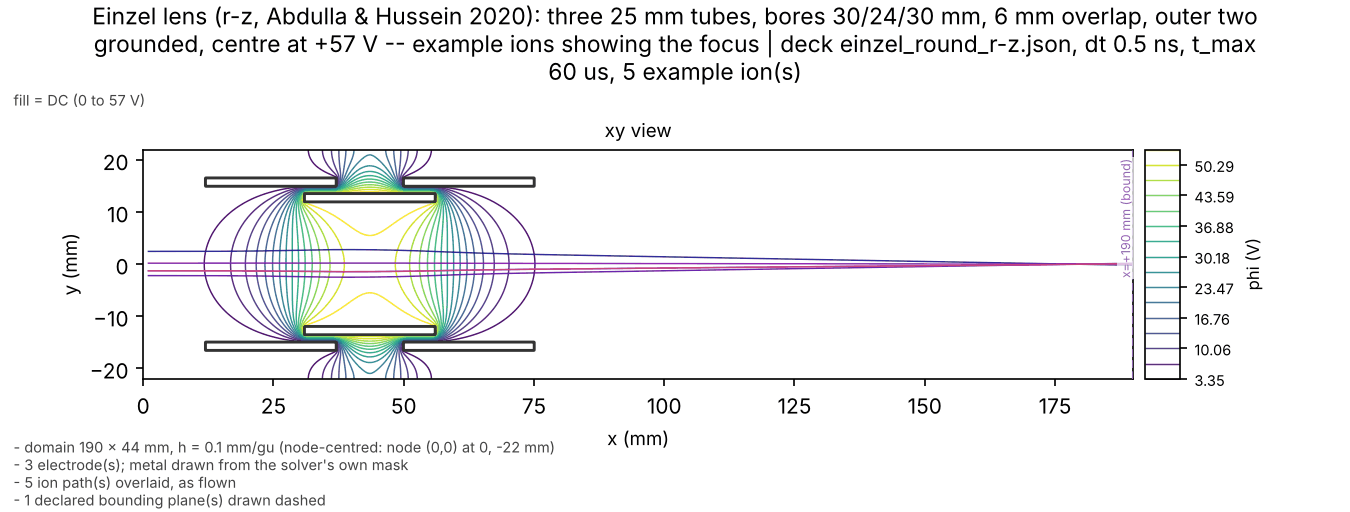 Einzel lens (r-z, Abdulla & Hussein 2020): three 25 mm tubes, bores 30/24/30 mm, 6 mm overlap, outer two
grounded, centre at +57 V -- example ions showing the focus | deck einzel_round_r-z.json, dt 0.5 ns, t_max
60 us, 5 example ion(s)
fill = DC (0 to 57 V)
xy view
20
10
0
−10
−20
y (mm)
0
25
50
75
100
125
150
175
x (mm)
x=+190 mm (bound)
50.29
43.59
36.88
30.18
23.47
16.76
10.06
3.35
phi (V)
- domain 190 × 44 mm, h = 0.1 mm/gu (node-centred: node (0,0) at 0, -22 mm)
- 3 electrode(s); metal drawn from the solver's own mask
- 5 ion path(s) overlaid, as flown
- 1 declared bounding plane(s) drawn dashed